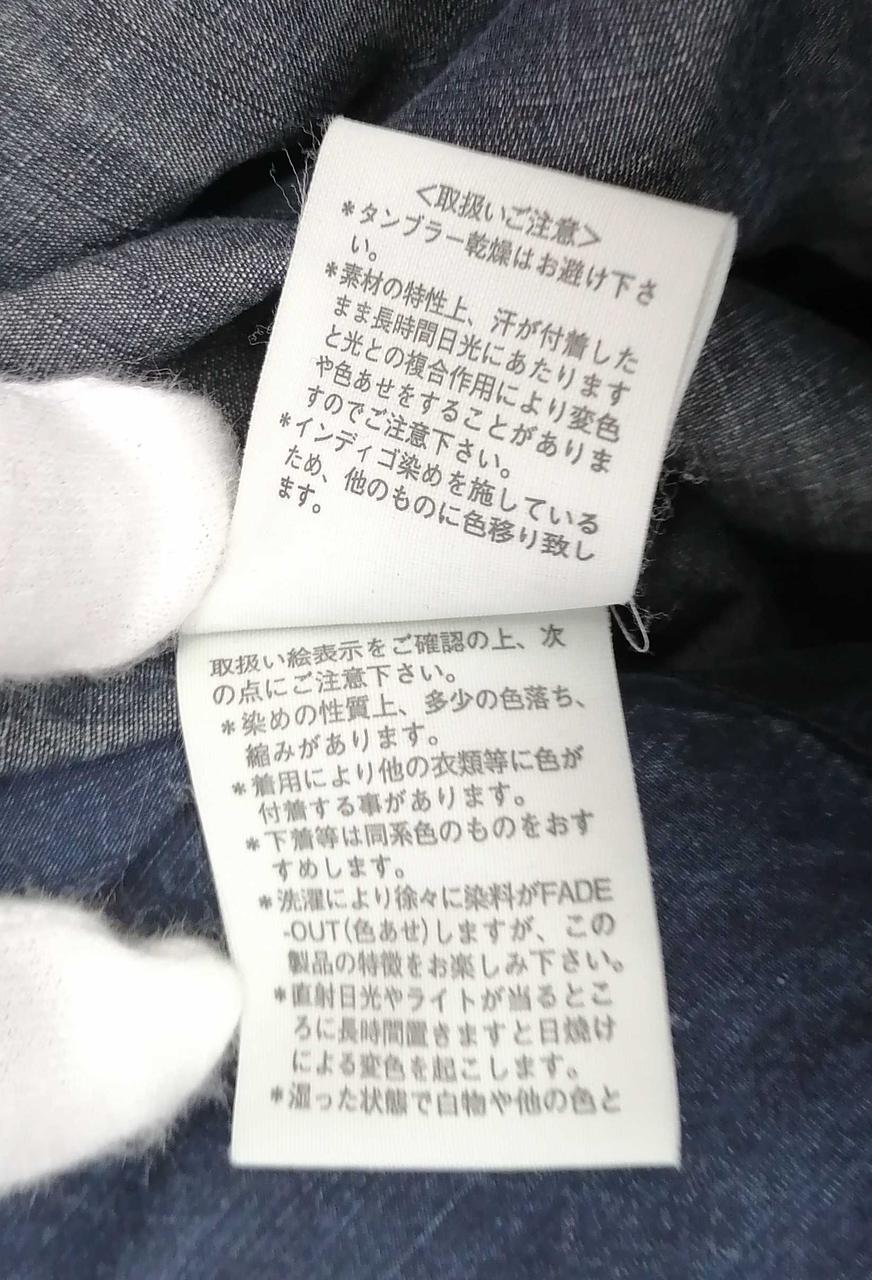 <取扱いご注意>
*タンブラー乾燥はお避け下さ
い。
*素材の特性上、汗が付着した
まま長時間日光にあたります
と光との複合作用により変色
や色あせをすることがありま
すのでご注意下さい。
*インディゴ染めを施している
ため、他のものに色移り致し
ます。
取扱い絵表示をご確認の上、次
の点にご注意下さい。
*染めの性質上、多少の色落ち、
縮みがあります。
*着用により他の衣類等に色が
付着する事があります。
*下着等は同系色のものをおす
すめします。
*洗濯により徐々に染料がFADE
-OUT(色あせ)しますが、この
製品の特徴をお楽しみ下さい。
*直射日光やライトが当るとこ
ろに長時間置きますと日焼け
による変色を起こします。
*湿った状態で白物や他の色と